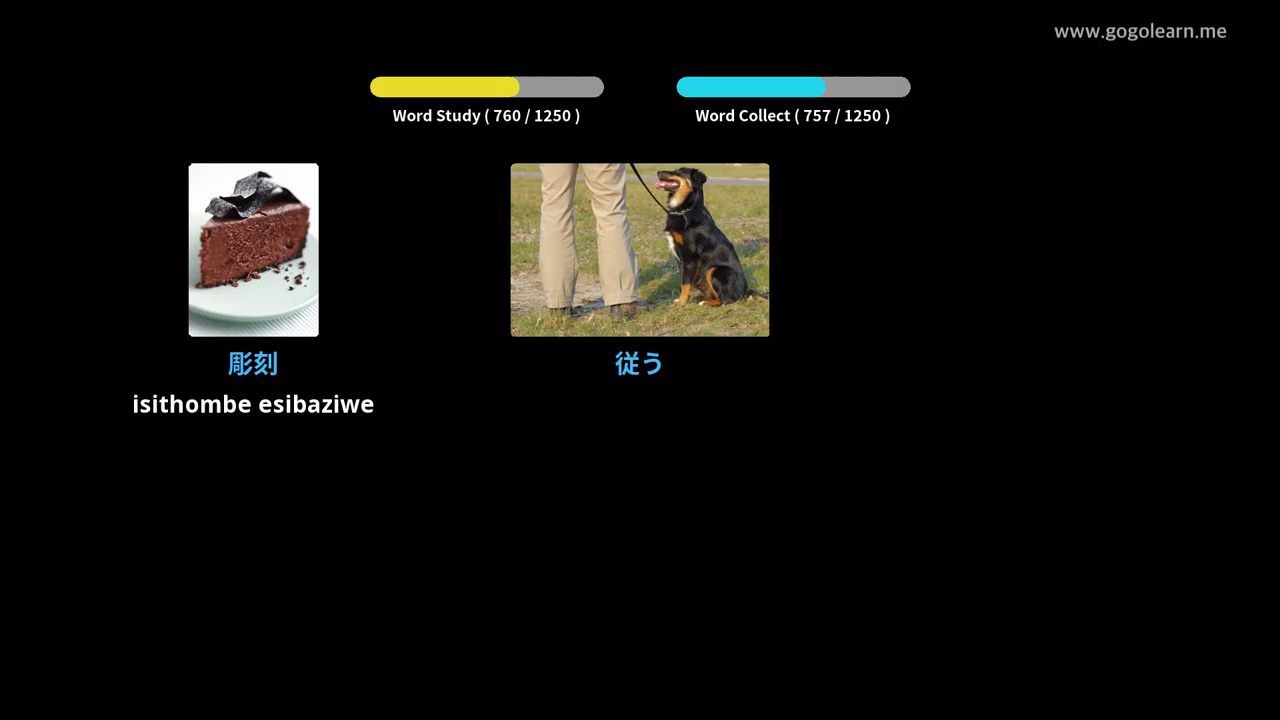 www.gogolearn.me
Word Study ( 760 / 1250 )
Word Collect ( 757 / 1250 )
彫刻
従う
isithombe esibaziwe